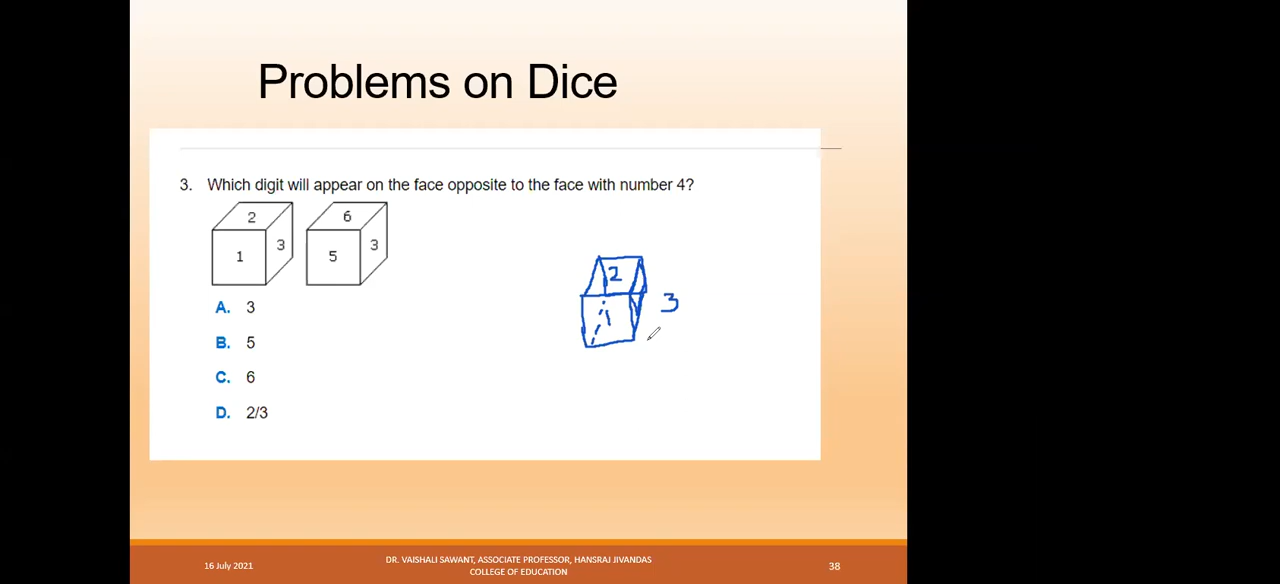 Problems on Dice
3. Which digit will appear on the face opposite to the face with number 4?
2 6
1 3 5 3
A. 3
B. 5
C. 6
D. 2/3
2
1 3
16 July 2021
DR. VAISHALI SAWANT, ASSOCIATE PROFESSOR, HANSRAJ JIVANDAS
COLLEGE OF EDUCATION
38